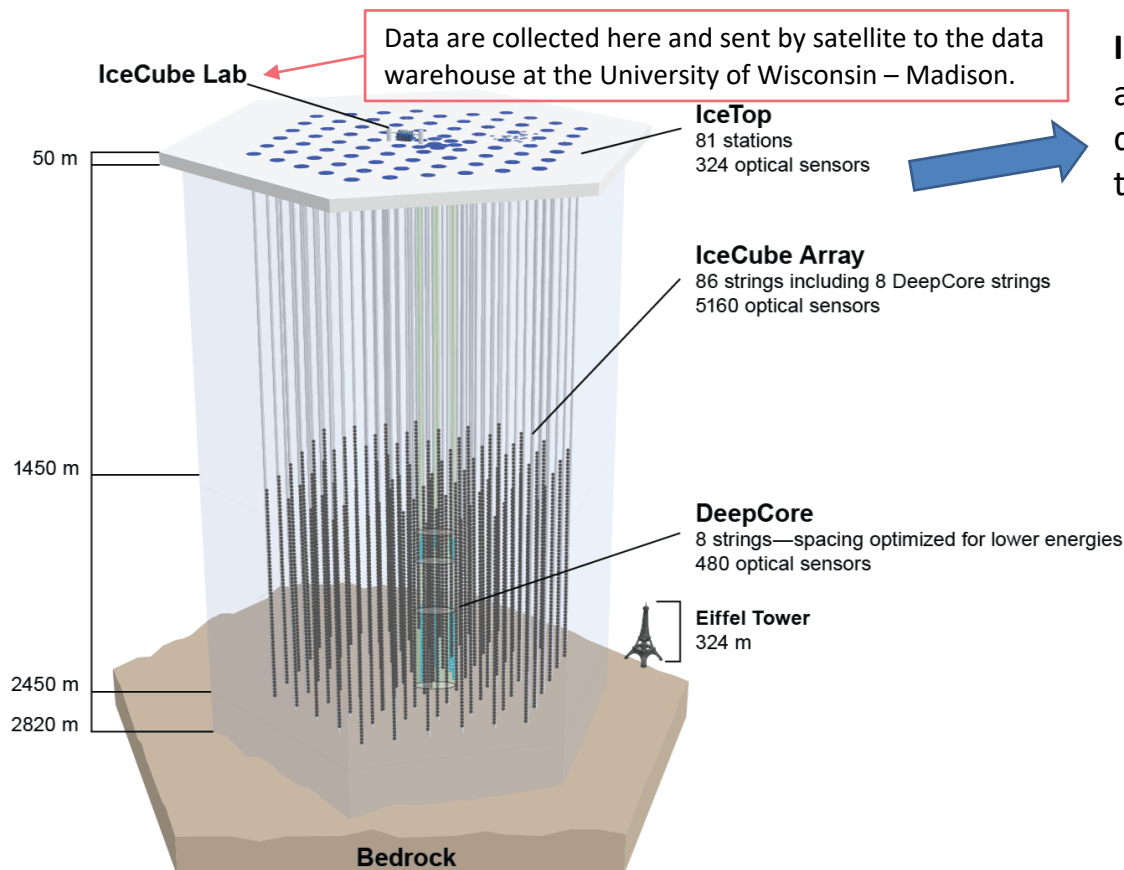 Data are collected here and sent by satellite to the data
warehouse at the University of Wisconsin – Madison.
IceCube Lab
IceTop
81 stations
324 optical sensors
50 m
IceCube Array
86 strings including 8 DeepCore strings
5160 optical sensors
1450 m
DeepCore
8 strings—spacing optimized for lower energies
480 optical sensors
Eiffel Tower
324 m
2450 m
2820 m
Bedrock